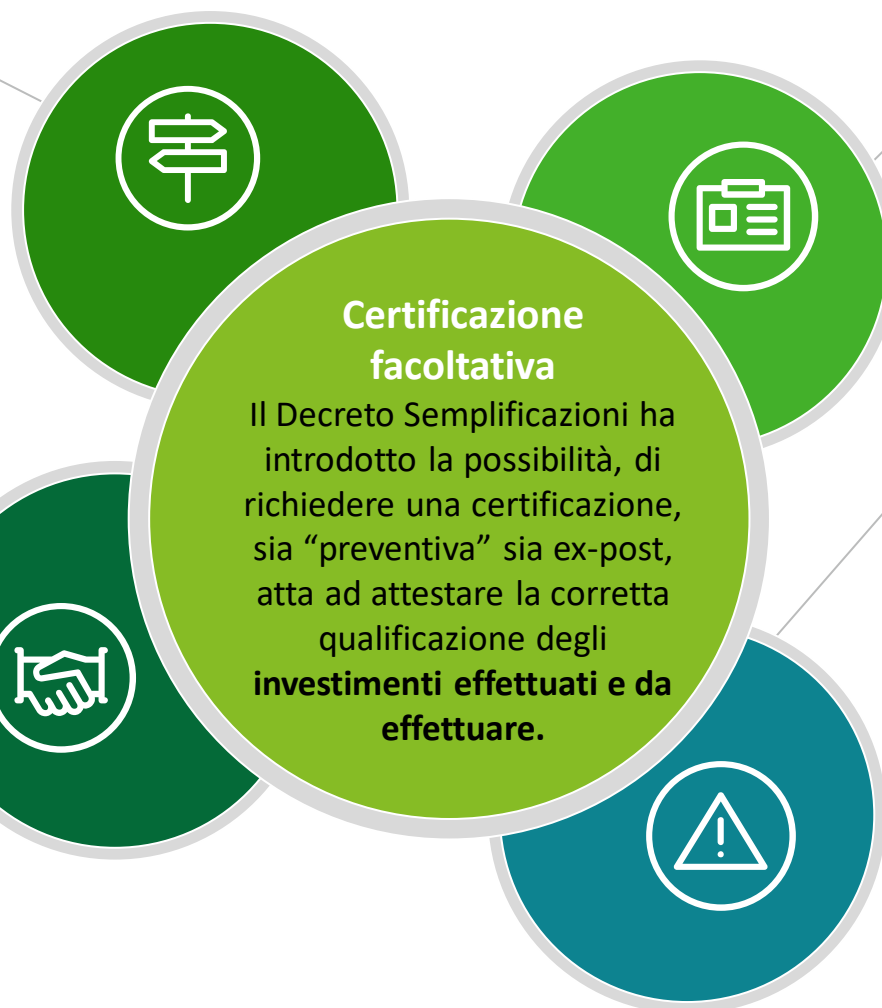 Certificazione
facoltativa
Il Decreto Semplificazioni ha
introdotto la possibilità, di
richiedere una certificazione,
sia “preventiva” sia ex-post,
atta ad attestare la corretta
qualificazione degli
investimenti effettuati e da
effettuare.